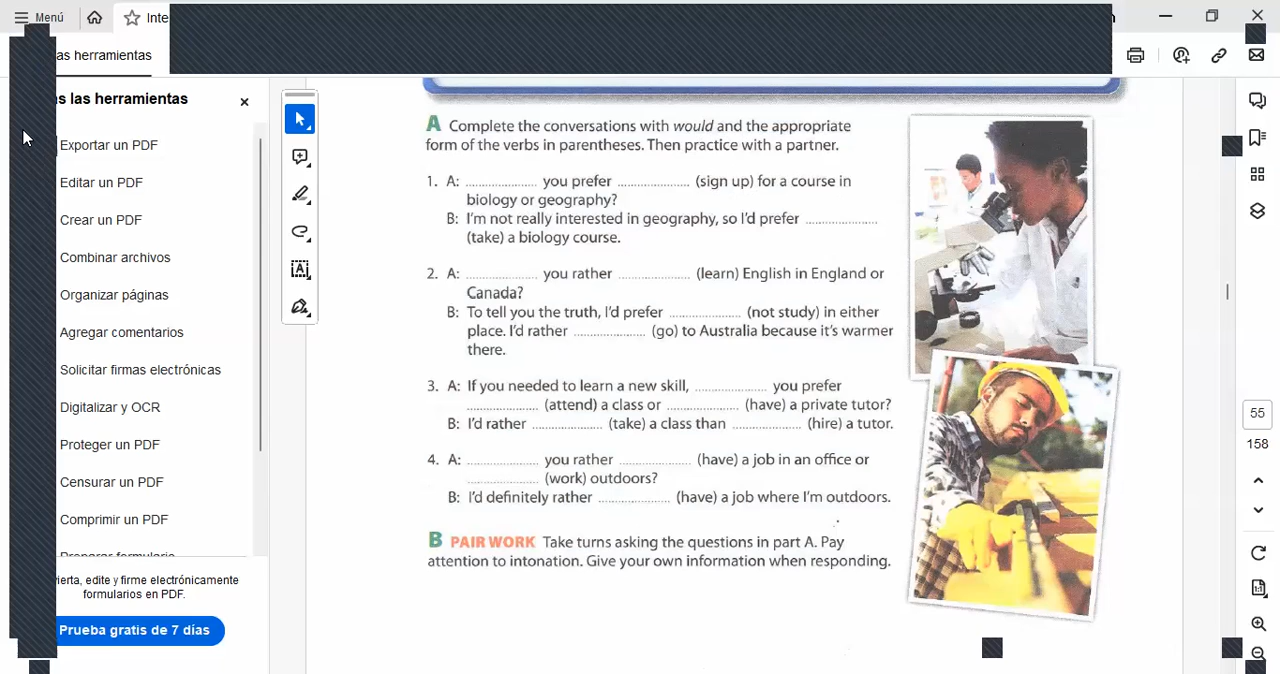 Menú
Inte
as herramientas
as las herramientas
Exportar un PDF
Editar un PDF
Crear un PDF
Combinar archivos
Organizar páginas
Agregar comentarios
Solicitar firmas electrónicas
Digitalizar y OCR
Proteger un PDF
Censurar un PDF
Comprimir un PDF
Preparar formulario
vierta, edite y firme electrónicamente
formularios en PDF.
Prueba gratis de 7 días
A Complete the conversations with would and the appropriate
form of the verbs in parentheses. Then practice with a partner.
1. A: .................... you prefer .................... (sign up) for a course in
biology or geography?
B: I'm not really interested in geography, so I'd prefer ....................
(take) a biology course.
2. A: .................... you rather .................... (learn) English in England or
Canada?
B: To tell you the truth, I'd prefer .................... (not study) in either
place. I'd rather .................... (go) to Australia because it's warmer
there.
3. A: If you needed to learn a new skill, .................... you prefer
.................... (attend) a class or .................... (have) a private tutor?
B: I'd rather .................... (take) a class than .................... (hire) a tutor.
4. A: .................... you rather .................... (have) a job in an office or
.................... (work) outdoors?
B: I'd definitely rather .................... (have) a job where I'm outdoors.
B PAIR WORK Take turns asking the questions in part A. Pay
attention to intonation. Give your own information when responding.
55
158